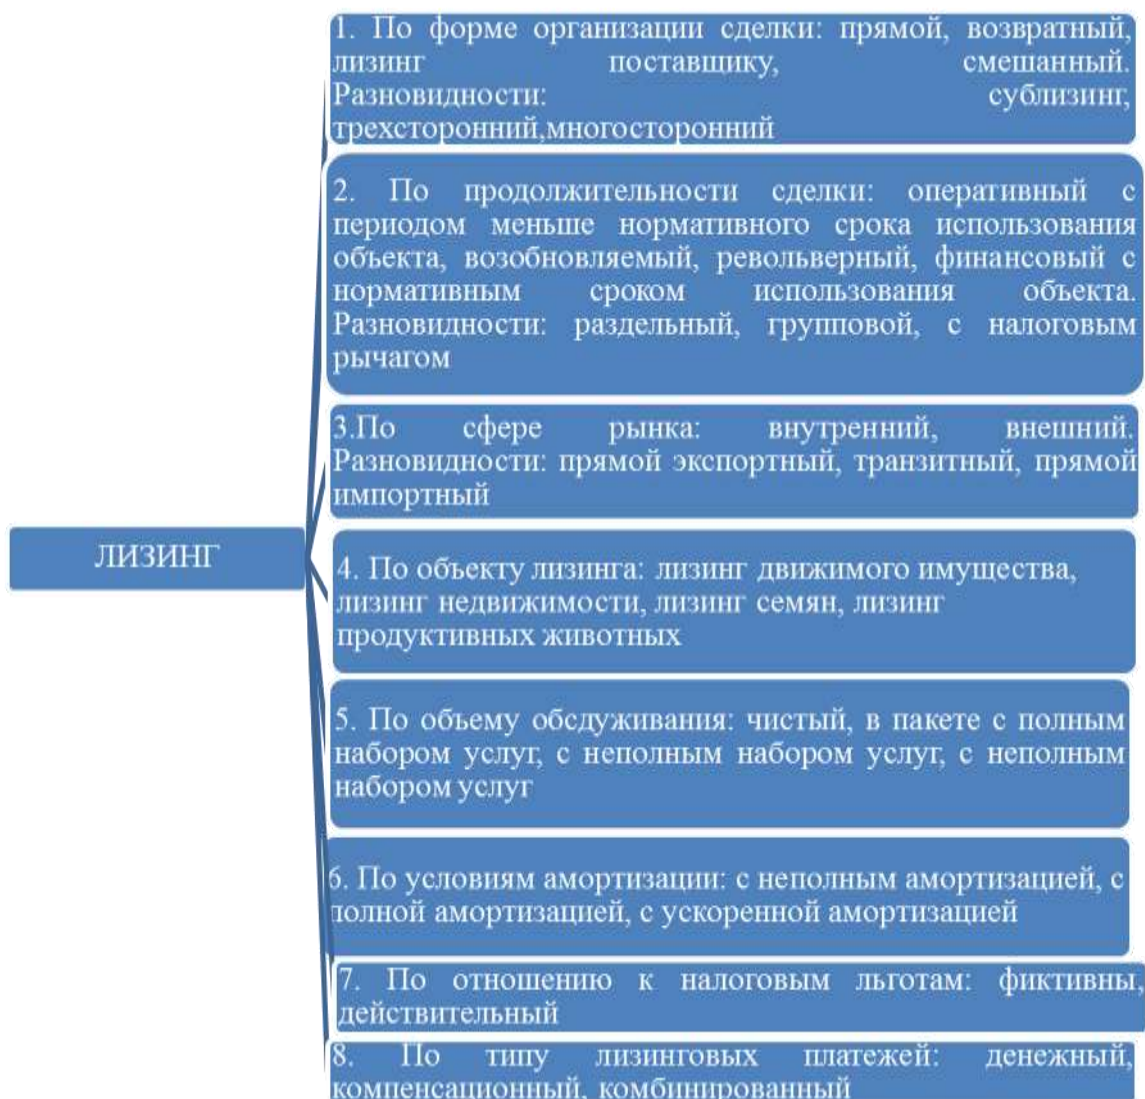 ЛИЗИНГ
1. По форме организации сделки: прямой, возвратный,
лизинг поставщику, смешанный.
Разновидности: сублизинг,
трехсторонний,многосторонний
2. По продолжительности сделки: оперативный с
периодом меньше нормативного срока использования
объекта, возобновляемый, револьверный, финансовый с
нормативным сроком использования объекта.
Разновидности: раздельный, групповой, с налоговым
рычагом
3.По сфере рынка: внутренний, внешний.
Разновидности: прямой экспортный, транзитный, прямой
импортный
4. По объекту лизинга: лизинг движимого имущества,
лизинг недвижимости, лизинг семян, лизинг
продуктивных животных
5. По объему обсдуживания: чистый, в пакете с полным
набором услуг, с неполным набором услуг, с неполным
набором услуг
6. По условиям амортизации: с неполным амортизацией, с
полной амортизацией, с ускоренной амортизацией
7. По отношению к налоговым льготам: фиктивны,
действительный
8. По типу лизинговых платежей: денежный,
компенсационный, комбинированный